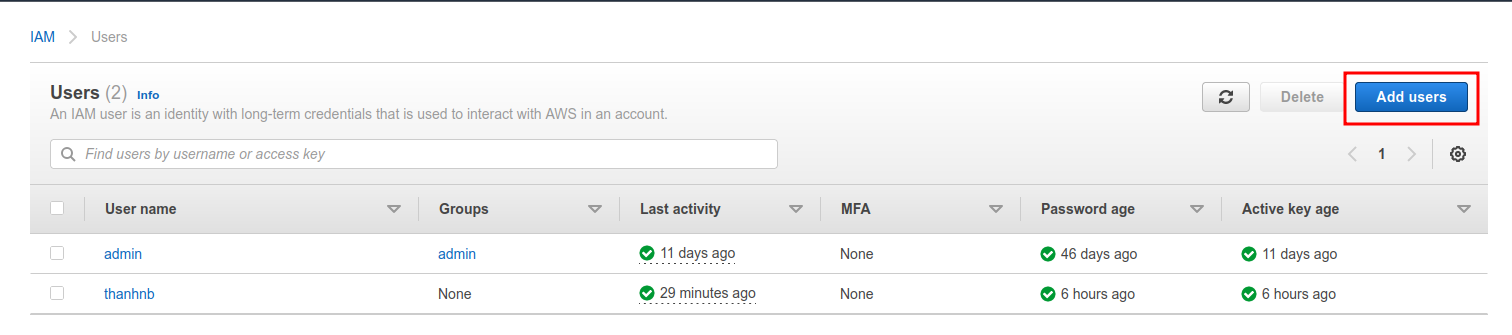 IAM > Users
Users (2) Info
Delete
Add users
An IAM user is an identity with long-term credentials that is used to interact with AWS in an account.
Find users by username or access key
1
User name Groups Last activity MFA Password age Active key age
admin admin 11 days ago None 46 days ago 11 days ago
thanhnb None 29 minutes ago None 6 hours ago 6 hours ago